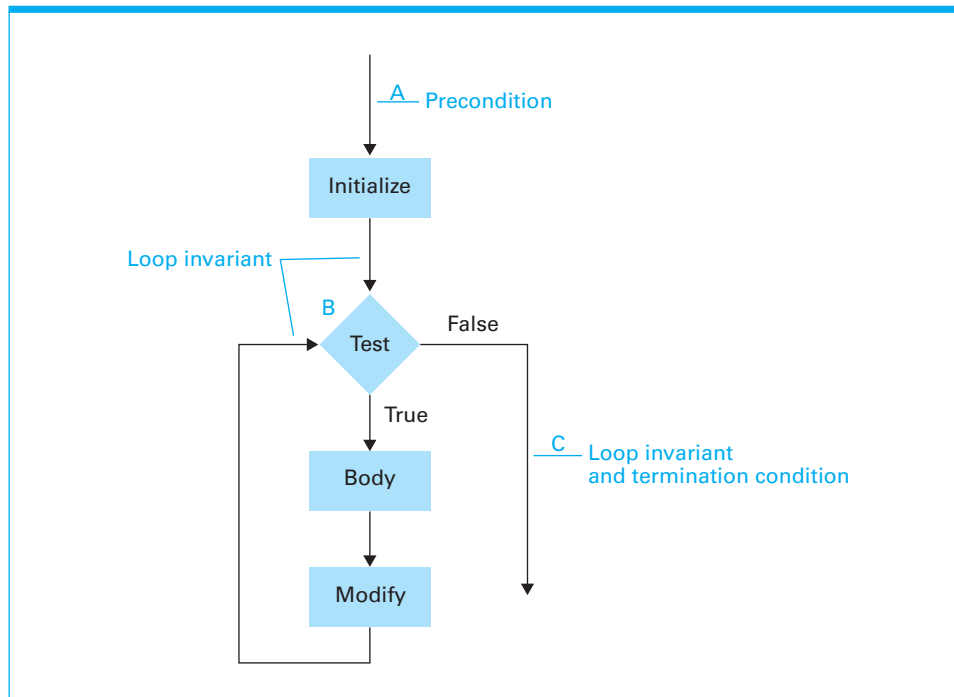 A Precondition
Initialize
Loop invariant
B
Test
False
True
C Loop invariant
and termination condition
Body
Modify